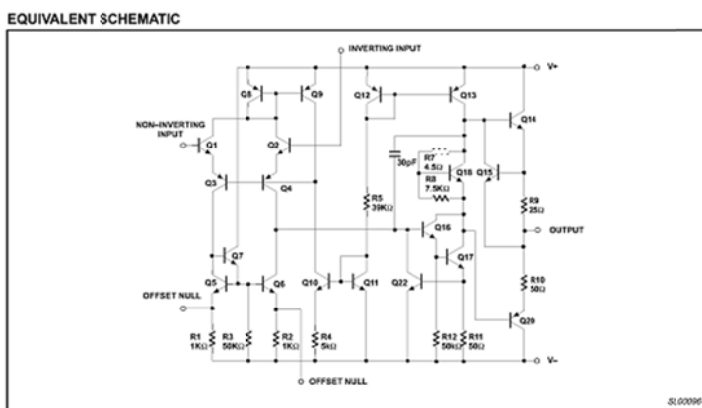 EQUIVALENT SCHEMATIC
INVERTING INPUT
V+
Q8
Q9
Q12
Q13
Q14
NON–INVERTING
INPUT
Q1
Q2
30pF
R7
4.5Ω
Q18
Q15
Q3
Q4
R8
7.5KΩ
R5
39KΩ
R9
25Ω
OUTPUT
Q16
Q7
Q17
Q5
Q6
Q10
Q11
Q22
R10
50Ω
OFFSET NULL
Q20
R1
1KΩ
R3
50KΩ
R2
1KΩ
R4
5kΩ
R12
50kΩ
R11
50Ω
V–
OFFSET NULL
SL00096